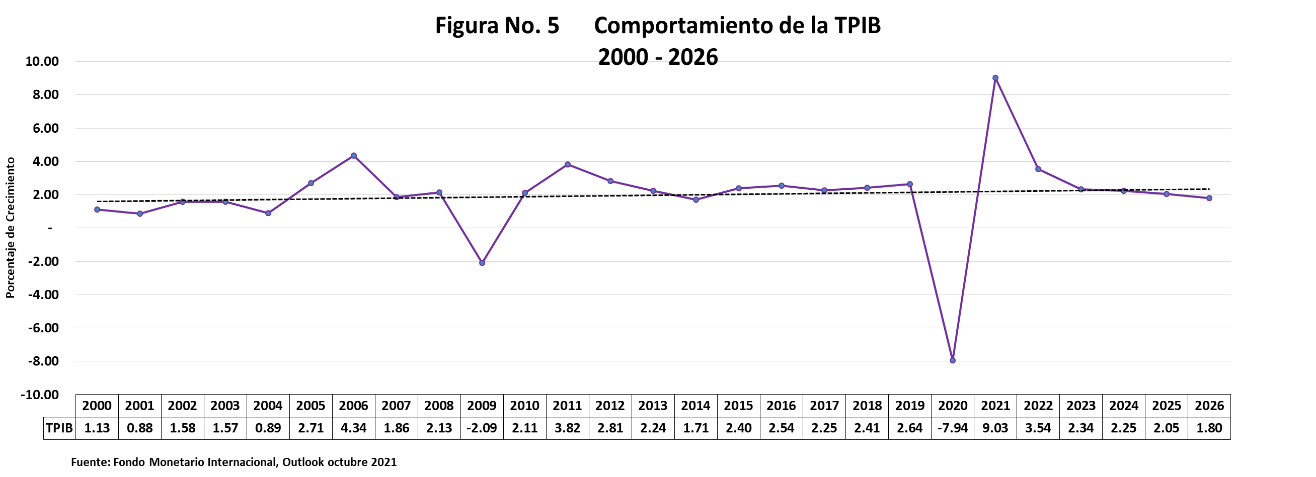 Figura No. 5 Comportamiento de la TPIB
2000 - 2026
Porcentaje de Crecimiento
10.00
8.00
6.00
4.00
2.00
-
-2.00
-4.00
-6.00
-8.00
-10.00
2000 2001 2002 2003 2004 2005 2006 2007 2008 2009 2010 2011 2012 2013 2014 2015 2016 2017 2018 2019 2020 2021 2022 2023 2024 2025 2026
TPIB 1.13 0.88 1.58 1.57 0.89 2.71 4.34 1.86 2.13 -2.09 2.11 3.82 2.81 2.24 1.71 2.40 2.54 2.25 2.41 2.64 -7.94 9.03 3.54 2.34 2.25 2.05 1.80
Fuente: Fondo Monetario Internacional, Outlook octubre 2021